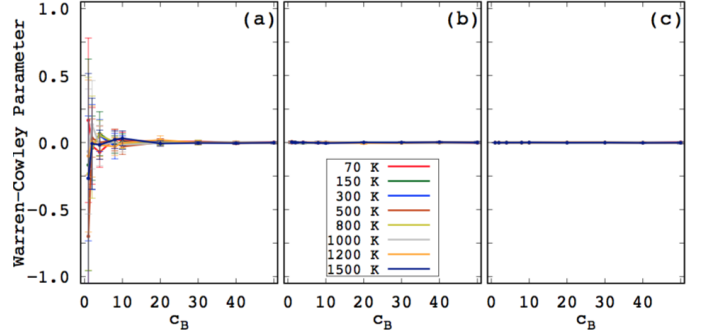 Warren-Cowley Parameter
1.0
0.5
0.0
-0.5
-1.0
(a)
(b)
(c)
70 K
150 K
300 K
500 K
800 K
1000 K
1200 K
1500 K
0 10 20 30 40
0 10 20 30 40
0 10 20 30 40 50
c_B
c_B
c_B